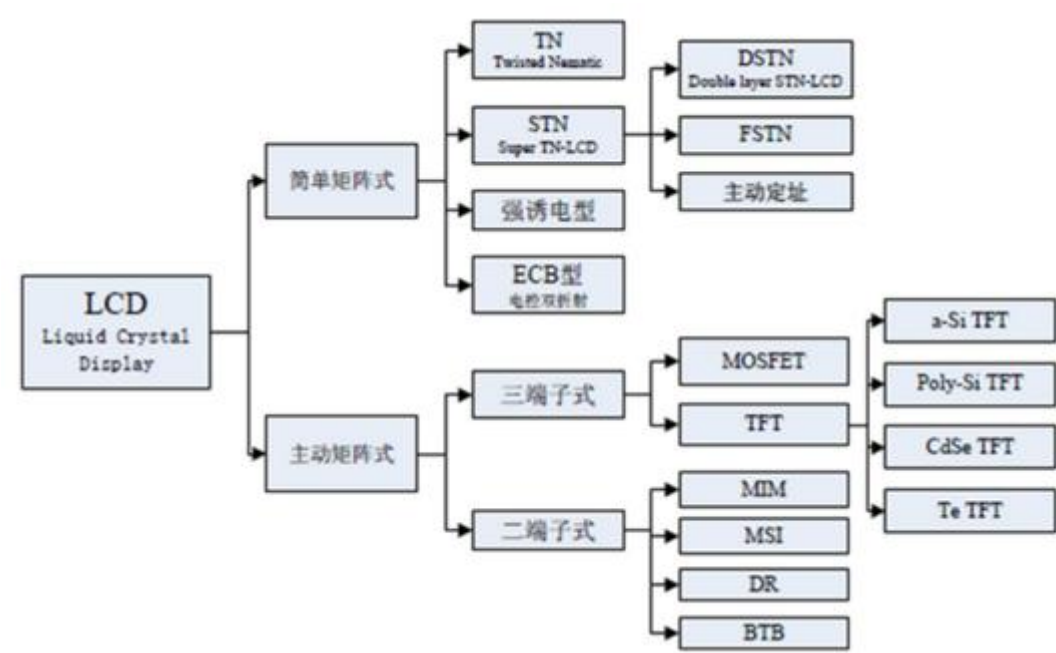 LCD
Liquid Crystal
Display
简单矩阵式
TN
Twisted Nematic
STN
Super TN-LCD
DSTN
Double layer STN-LCD
FSTN
主动定址
强诱电型
ECB型
电控双折射
主动矩阵式
三端子式
MOSFET
TFT
a-Si TFT
Poly-Si TFT
CdSe TFT
Te TFT
二端子式
MIM
MSI
DR
BTB